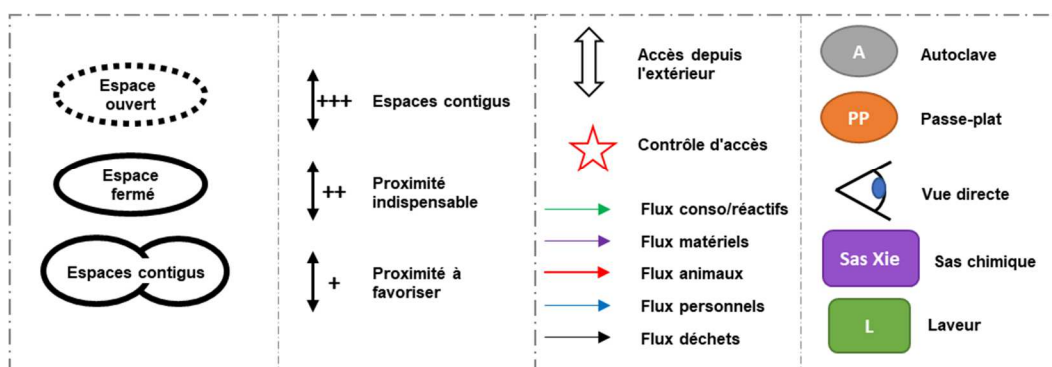 Espace
ouvert
Espace
fermé
Espaces contigus
+++ Espaces contigus
++ Proximité
indispensable
+ Proximité à
favoriser
Accès depuis
l'extérieur
Contrôle d'accès
Flux conso/réactifs
Flux matériels
Flux animaux
Flux personnels
Flux déchets
A Autoclave
PP Passe-plat
Vue directe
Sas Xie Sas chimique
L Laveur